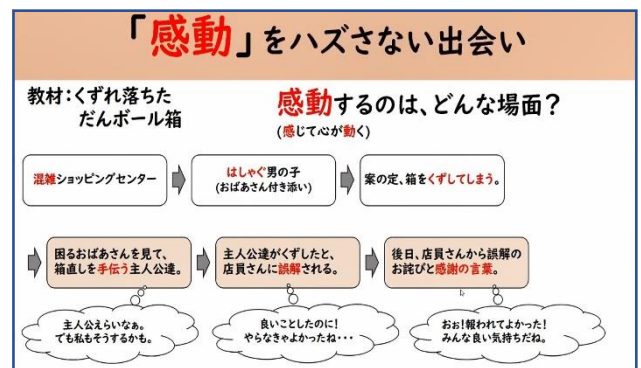 「感動」をハズさない出会い
教材:くずれ落ちた
だんボール箱
感動するのは、どんな場面?
(感じて心が動く)
混雑ショッピングセンター
はしゃぐ男の子
(おばあさん付き添い)
案の定、箱をくずしてしまう。
困るおばあさんを見て、
箱直しを手伝う主人公達。
主人公達がくずしたと、
店員さんに誤解される。
後日、店員さんから誤解の
お詫びと感謝の言葉。
主人公えらいなぁ。
でも私もそうするかも。
良いことしたのに!
やらなきゃよかったね・・・
おぉ!報われてよかった!
みんな良い気持ちだね。